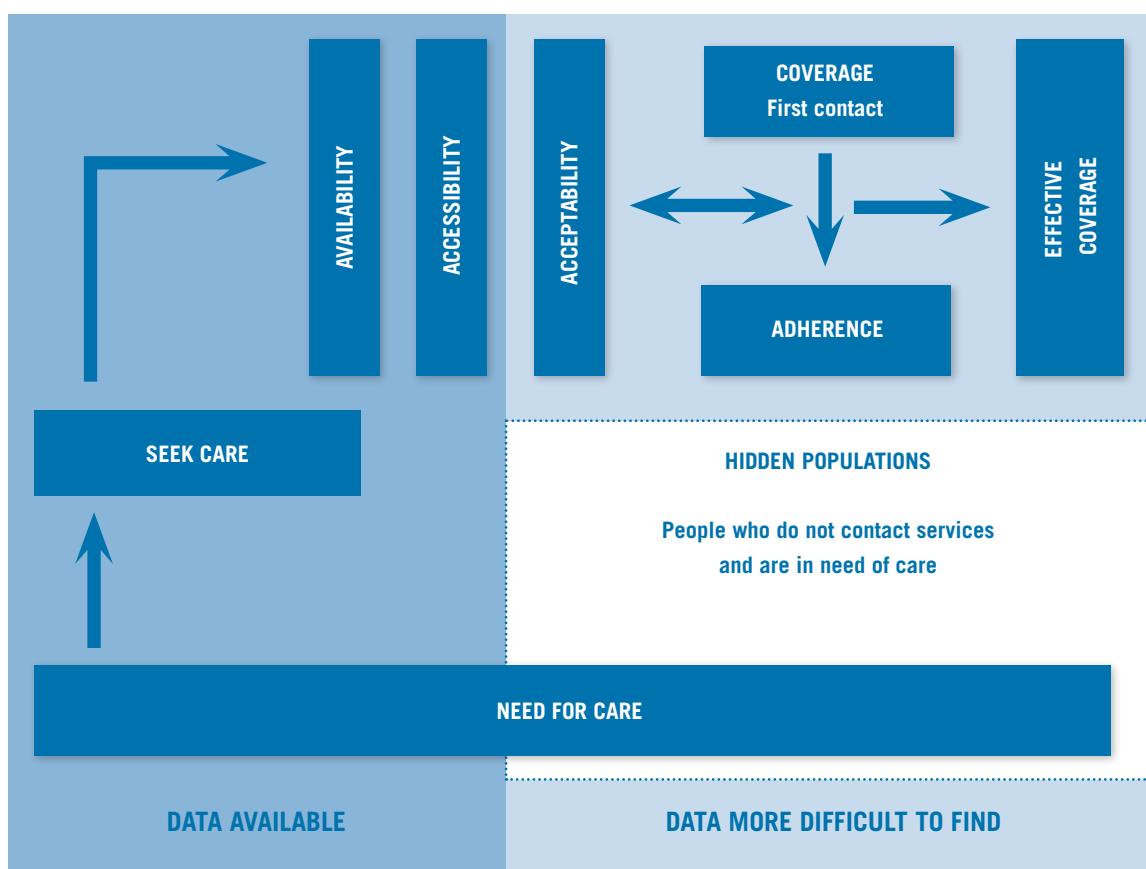 AVAILABILITY
ACCESSIBILITY
ACCEPTABILITY
COVERAGE
First contact
ADHERENCE
EFFECTIVE
COVERAGE
SEEK CARE
HIDDEN POPULATIONS
People who do not contact services
and are in need of care
NEED FOR CARE
DATA AVAILABLE
DATA MORE DIFFICULT TO FIND